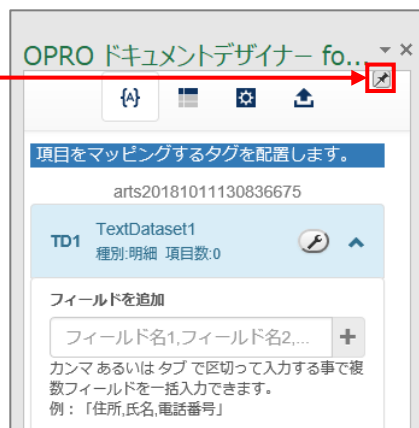 OPRO ドキュメントデザイナー fo...
{A}
項目をマッピングするタグを配置します。
arts20181011130836675
TD1 TextDataset1
種別:明細 項目数:0
フィールドを追加
フィールド名1,フィールド名2,...
カンマ あるいは タブ で区切って入力する事で複
数フィールドを一括入力できます。
例：「住所,氏名,電話番号」